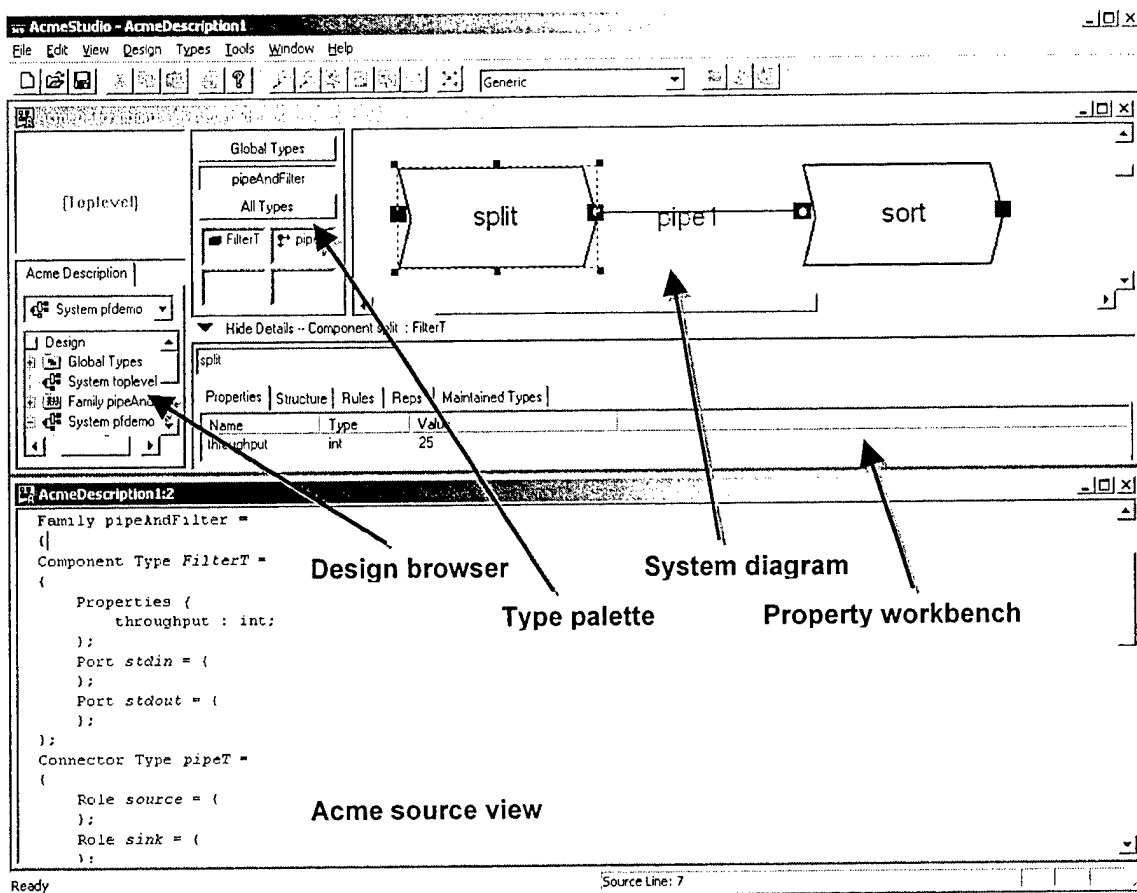 AcmeStudio - AcmeDescription1
File Edit View Design Types Tools Window Help
Generic
{Toplevel}
Global Types
pipeAndFilter
All Types
FilterT
split
pipe1
sort
Acme Description
System pfdemo
Hide Details -- Component split : FilterT
Design
Global Types
System toplevel
Family pipeAnd
System pfdemo
split
Properties Structure Rules Reps Maintained Types
Name Type Value
throughput int 25
AcmeDescription1:2
Family pipeAndFilter =
{
Component Type FilterT =
{
Properties {
throughput : int;
};
Port stdin = {
};
Port stdout = {
};
};
Connector Type pipeT =
{
Role source = {
};
Role sink = {
};
Design browser
Type palette
System diagram
Property workbench
Acme source view
Ready
Source Line: 7